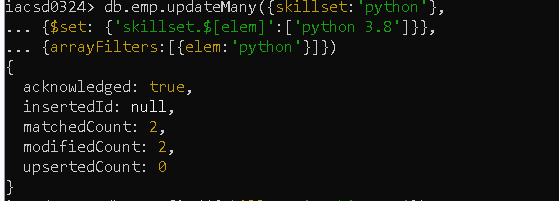 iacsd0324> db.emp.updateMany({skillset:'python'},
... {$set: {'skillset.$[elem]':['python 3.8']}},
... {arrayFilters:[{elem:'python'}]})
{
  acknowledged: true,
  insertedId: null,
  matchedCount: 2,
  modifiedCount: 2,
  upsertedCount: 0
}